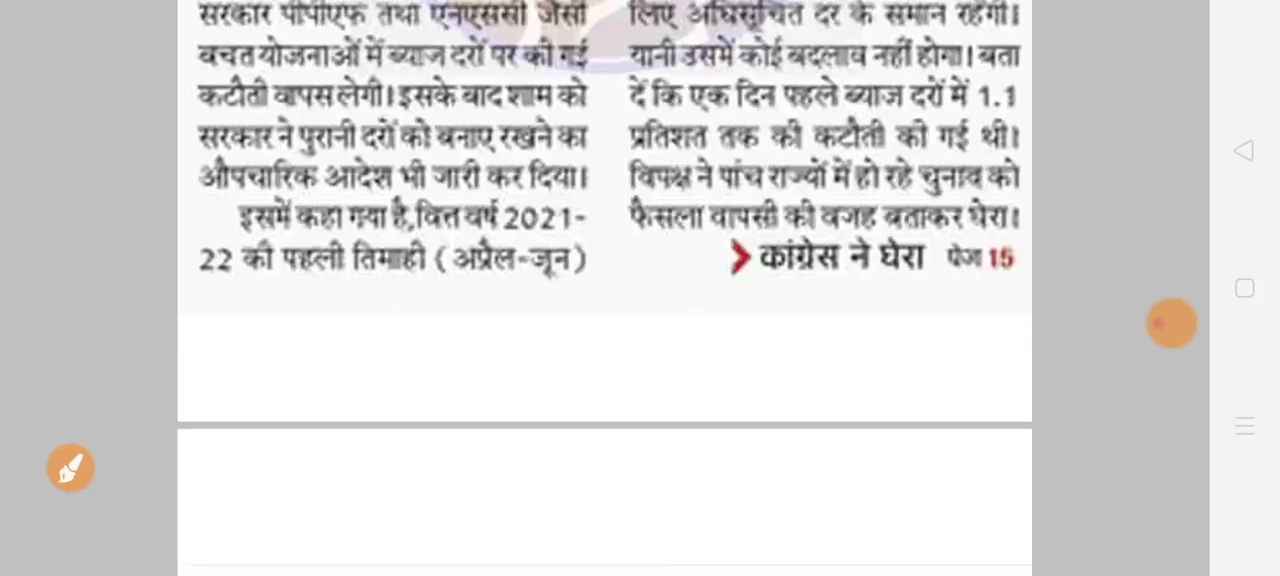 सरकार पीपीएफ तथा एनएससी जैसी
बचत योजनाओं में ब्याज दरों पर की गई
कटौती वापस लेगी। इसके बाद शाम को
सरकार ने पुरानी दरों को बनाए रखने का
औपचारिक आदेश भी जारी कर दिया।
इसमें कहा गया है, वित्त वर्ष 2021-
22 की पहली तिमाही (अप्रैल-जून)
लिए अधिसूचित दर के समान रहेंगी।
यानी उसमें कोई बदलाव नहीं होगा। बता
दें कि एक दिन पहले ब्याज दरों में 1.1
प्रतिशत तक की कटौती की गई थी।
विपक्ष ने पांच राज्यों में हो रहे चुनाव को
फैसला वापसी की वजह बताकर घेरा।
कांग्रेस ने घेरा पेज 15